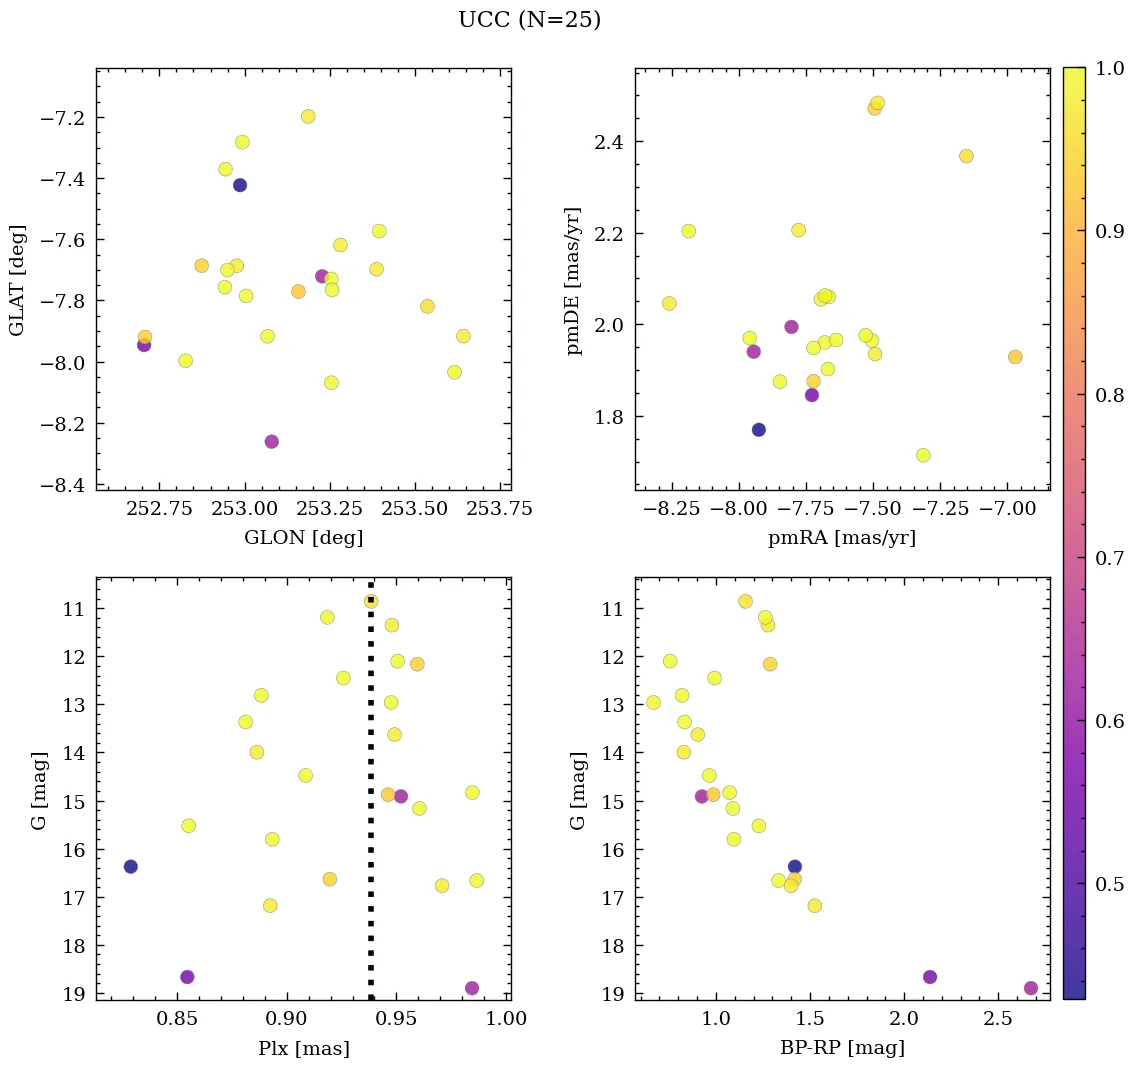 UCC (N=25)
−7.2
−7.4
−7.6
−7.8
−8.0
−8.2
−8.4
GLAT [deg]
252.75 253.00 253.25 253.50 253.75
GLON [deg]
2.4
2.2
2.0
1.8
pmDE [mas/yr]
−8.25 −8.00 −7.75 −7.50 −7.25 −7.00
pmRA [mas/yr]
11
12
13
14
15
16
17
18
19
G [mag]
0.85 0.90 0.95 1.00
Plx [mas]
11
12
13
14
15
16
17
18
19
G [mag]
1.0 1.5 2.0 2.5
BP-RP [mag]
1.0
0.9
0.8
0.7
0.6
0.5